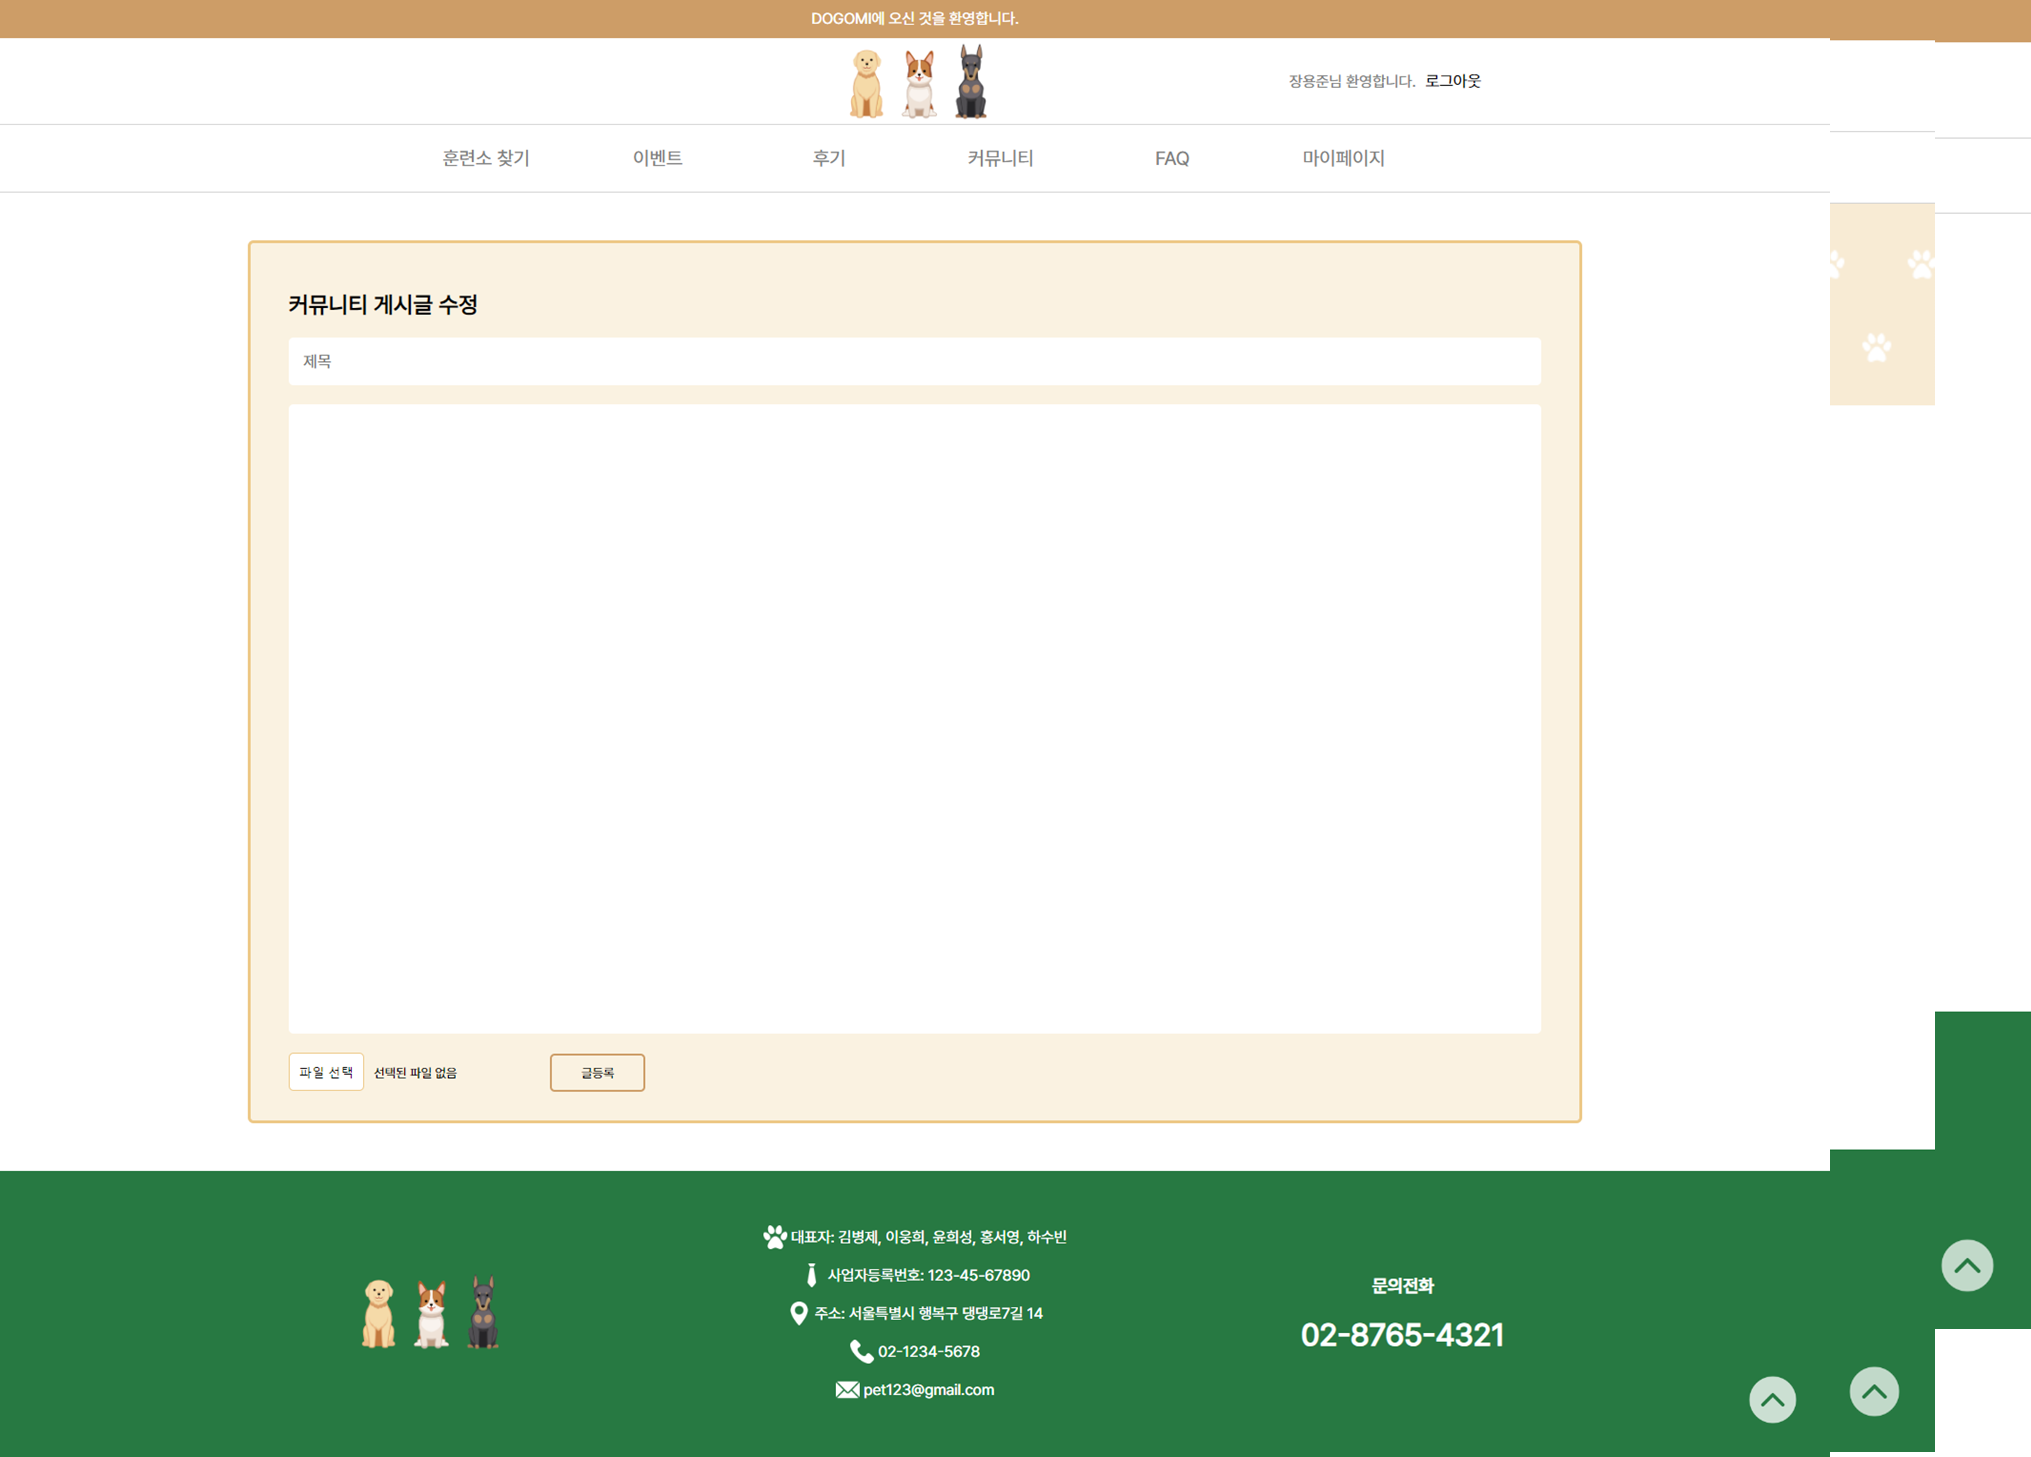 DOGOMI에 오신 것을 환영합니다.
장용준님 환영합니다. 로그아웃
훈련소 찾기 이벤트 후기 커뮤니티 FAQ 마이페이지
커뮤니티 게시글 수정
제목
파일 선택 선택된 파일 없음 글등록
대표자: 김병제, 이웅희, 윤희성, 홍서영, 하수빈
사업자등록번호: 123-45-67890
주소: 서울특별시 행복구 댕댕로7길 14
02-1234-5678
pet123@gmail.com
문의전화
02-8765-4321